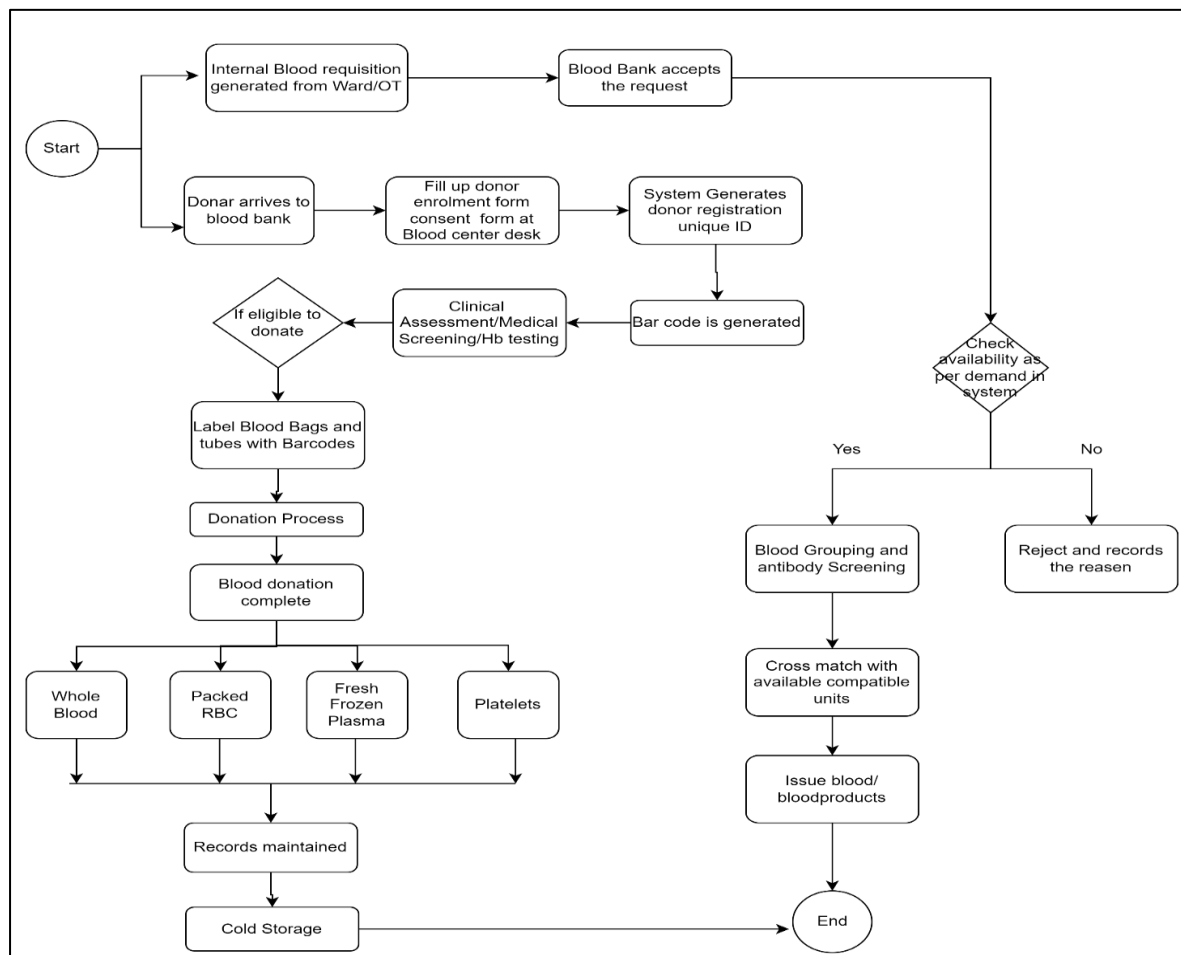 Internal Blood requisition
generated from Ward/OT
Blood Bank accepts
the request
Start
Donar arrives to
blood bank
Fill up donor
enrolment form
consent form at
Blood center desk
System Generates
donor registration
unique ID
If eligible to
donate
Clinical
Assessment/Medical
Screening/Hb testing
Bar code is generated
Check
availability as
per demand in
system
Label Blood Bags and
tubes with Barcodes
Yes
No
Donation Process
Blood Grouping and
antibody Screening
Reject and records
the reasen
Blood donation
complete
Whole
Blood
Packed
RBC
Fresh
Frozen
Plasma
Platelets
Cross match with
available compatible
units
Issue blood/
bloodproducts
Records maintained
Cold Storage
End